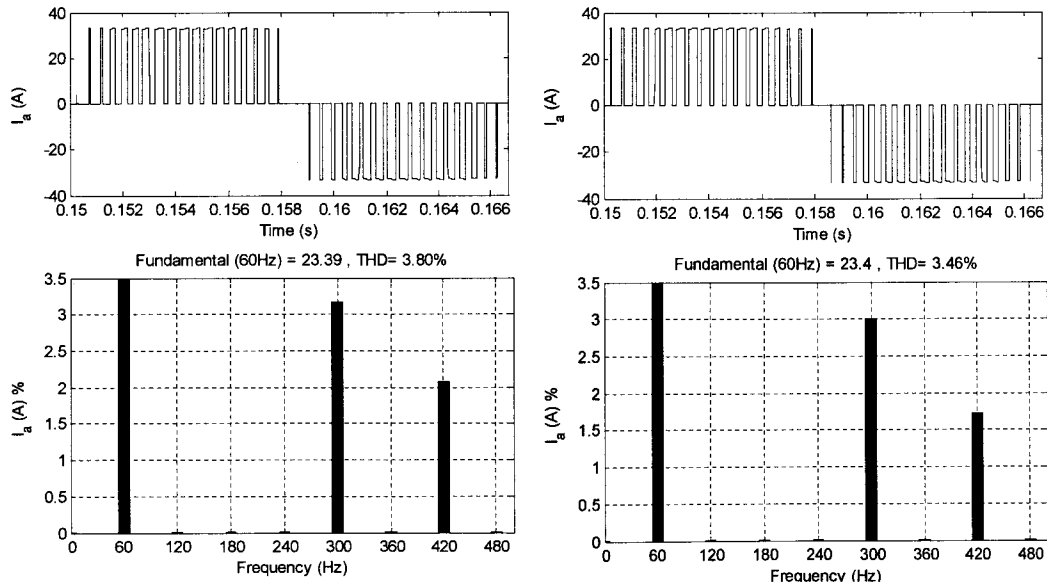 40
20
0
-20
-40
I_a (A)
0.15 0.152 0.154 0.156 0.158 0.16 0.162 0.164 0.166
Time (s)
40
20
0
-20
-40
I_a (A)
0.15 0.152 0.154 0.156 0.158 0.16 0.162 0.164 0.166
Time (s)
Fundamental (60Hz) = 23.39 , THD= 3.80%
3.5
3
2.5
2
1.5
1
0.5
0
I_a (A) %
0 60 120 180 240 300 360 420 480
Frequency (Hz)
Fundamental (60Hz) = 23.4 , THD= 3.46%
3.5
3
2.5
2
1.5
1
0.5
0
I_a (A) %
0 60 120 180 240 300 360 420 480
Frequency (Hz)